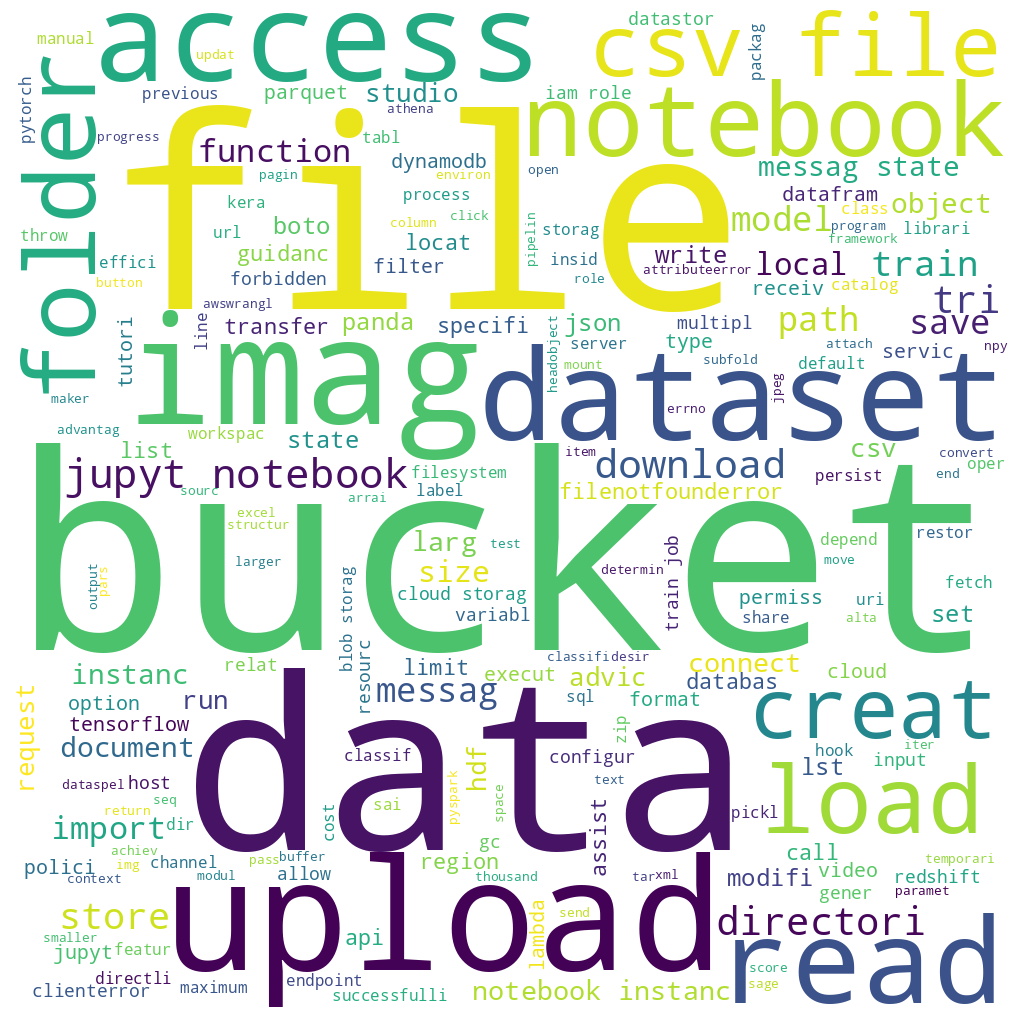 access
csv file
datastor
manual
updat
packag
folder
pytorch
previous
parquet
studio
iam role
notebook
athena
progress
file
function
tabl
dynamodb
environ
open
messag state
pagin
process
datafram
kera
boto
column
click
storag
model
class
object
url
locat
pipelin
program
librari
throw
guidanc
insid
write
framework
effici
forbidden
filter
role
attributeerror
local
train
button
awswrangl
receiv
catalog
tri
line
transfer
panda
specifi
headobject
json
multipl
path
save
tutori
imag
server
type
default
attach
servic
npy
mount
subfold
dataset
jpeg
errno
maker
advantag
workspac
list
state
item
csv
convert
jupyt notebook
filesystem
download
persist
oper
sourc
arrai
label
filenotfounderror
end
excel
structur
bucket
larg
test
depend
restor
larger
size
determin
move
output
pars
cloud storag
train job
permiss
uri
fetch
variabl
share
alta
set
blob storag
relat
limit
classifi
desir
connect
cloud
instanc
resourc
execut
advic
databas
request
option
run
messag
sql
format
creat
tensorflow
data
zip
document
classif
hdf
configur
hook
iter
lst
input
dataspel
host
text
load
seq
sai
pyspark
space
assist
pickl
return
cost
import
dir
gc
achiev
call
polici
img
channel
pass
buffer
region
video
temporari
context
modul
allow
thousand
tar
xml
modifi
gener
redshift
paramet
store
upload
lambda
send
directori
smaller
jupyt
featur
api
read
directli
score
clienterror
maximum
endpoint
successfulli
notebook instanc
sage